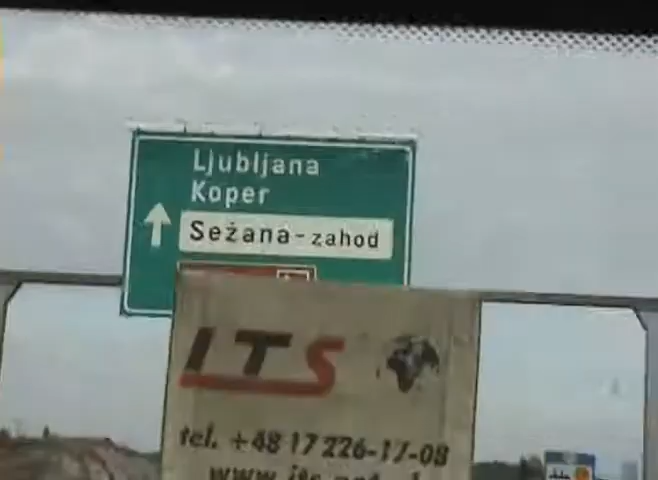 Ljubljana
Koper
Sežana-zahod
ITS
tel. +48 17 226-17-08